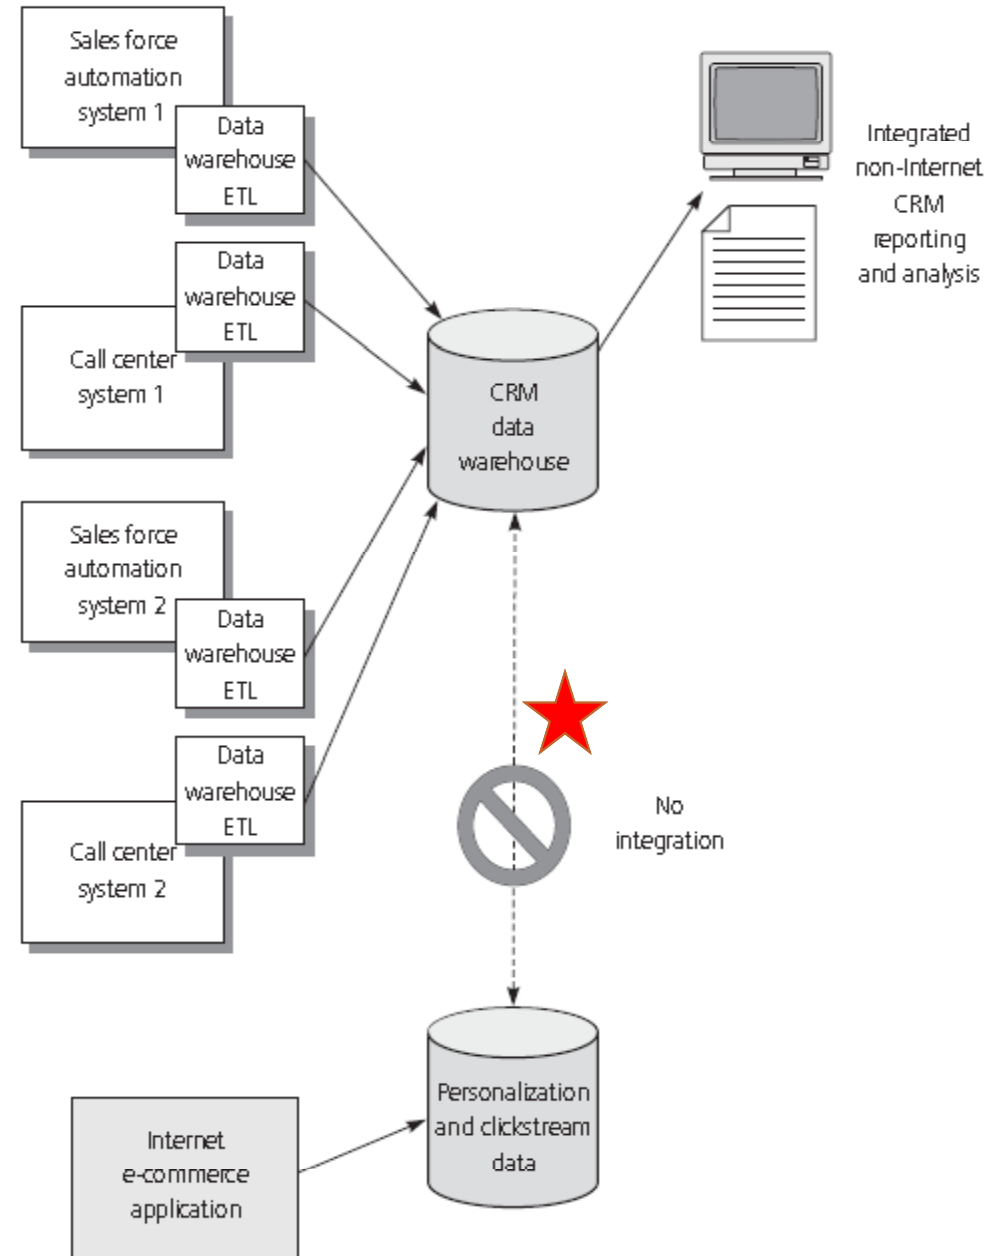 Sales force
automation
system 1
Data
warehouse
ETL
Integrated
non-Internet
CRM
reporting
and analysis
Data
warehouse
ETL
Call center
system 1
CRM
data
warehouse
Sales force
automation
system 2
Data
warehouse
ETL
Data
warehouse
ETL
Call center
system 2
No
integration
Personalization
and clickstream
data
Internet
e-commerce
application